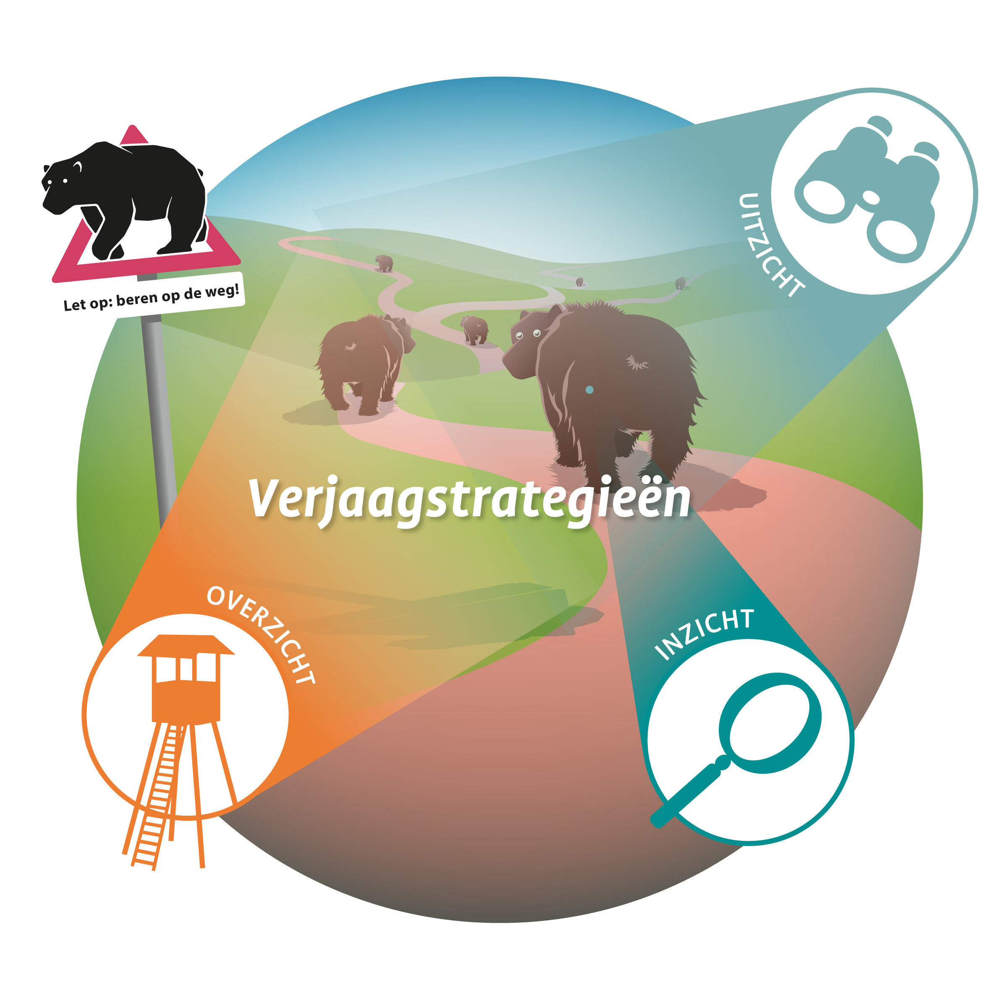 Let op: beren op de weg!
UITZICHT
Verjaagstrategieën
OVERZICHT
INZICHT